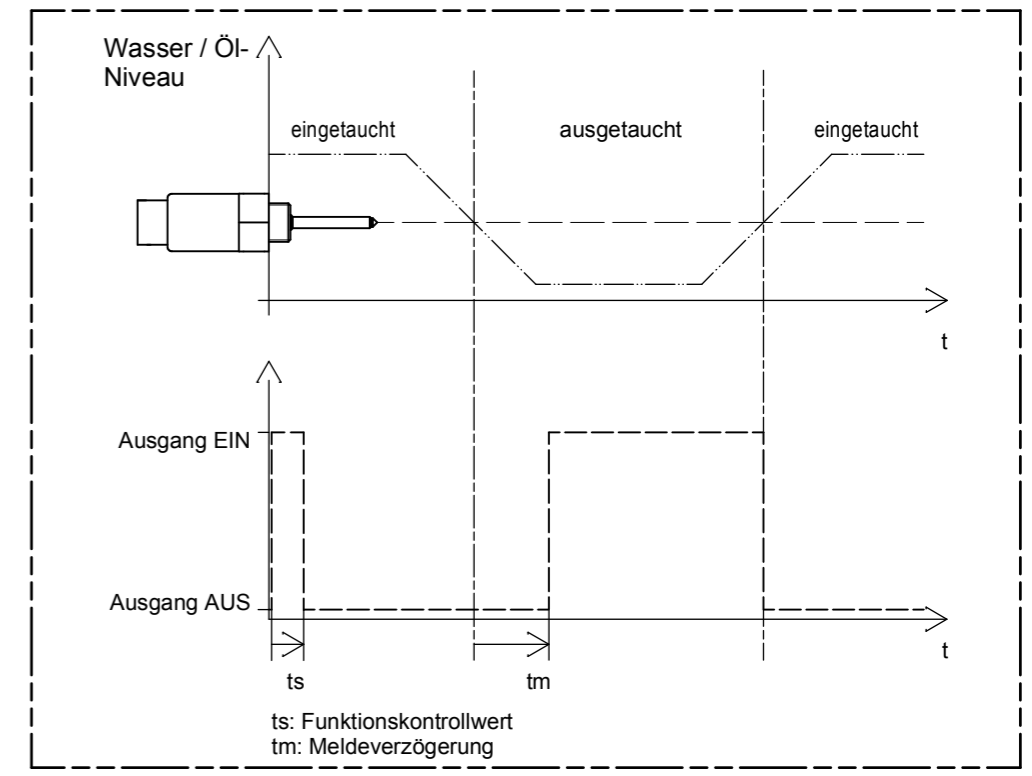 Wasser / Öl-
Niveau
eingetaucht
ausgetaucht
eingetaucht
t
Ausgang EIN
Ausgang AUS
t
ts
tm
ts: Funktionskontrollwert
tm: Meldeverzögerung